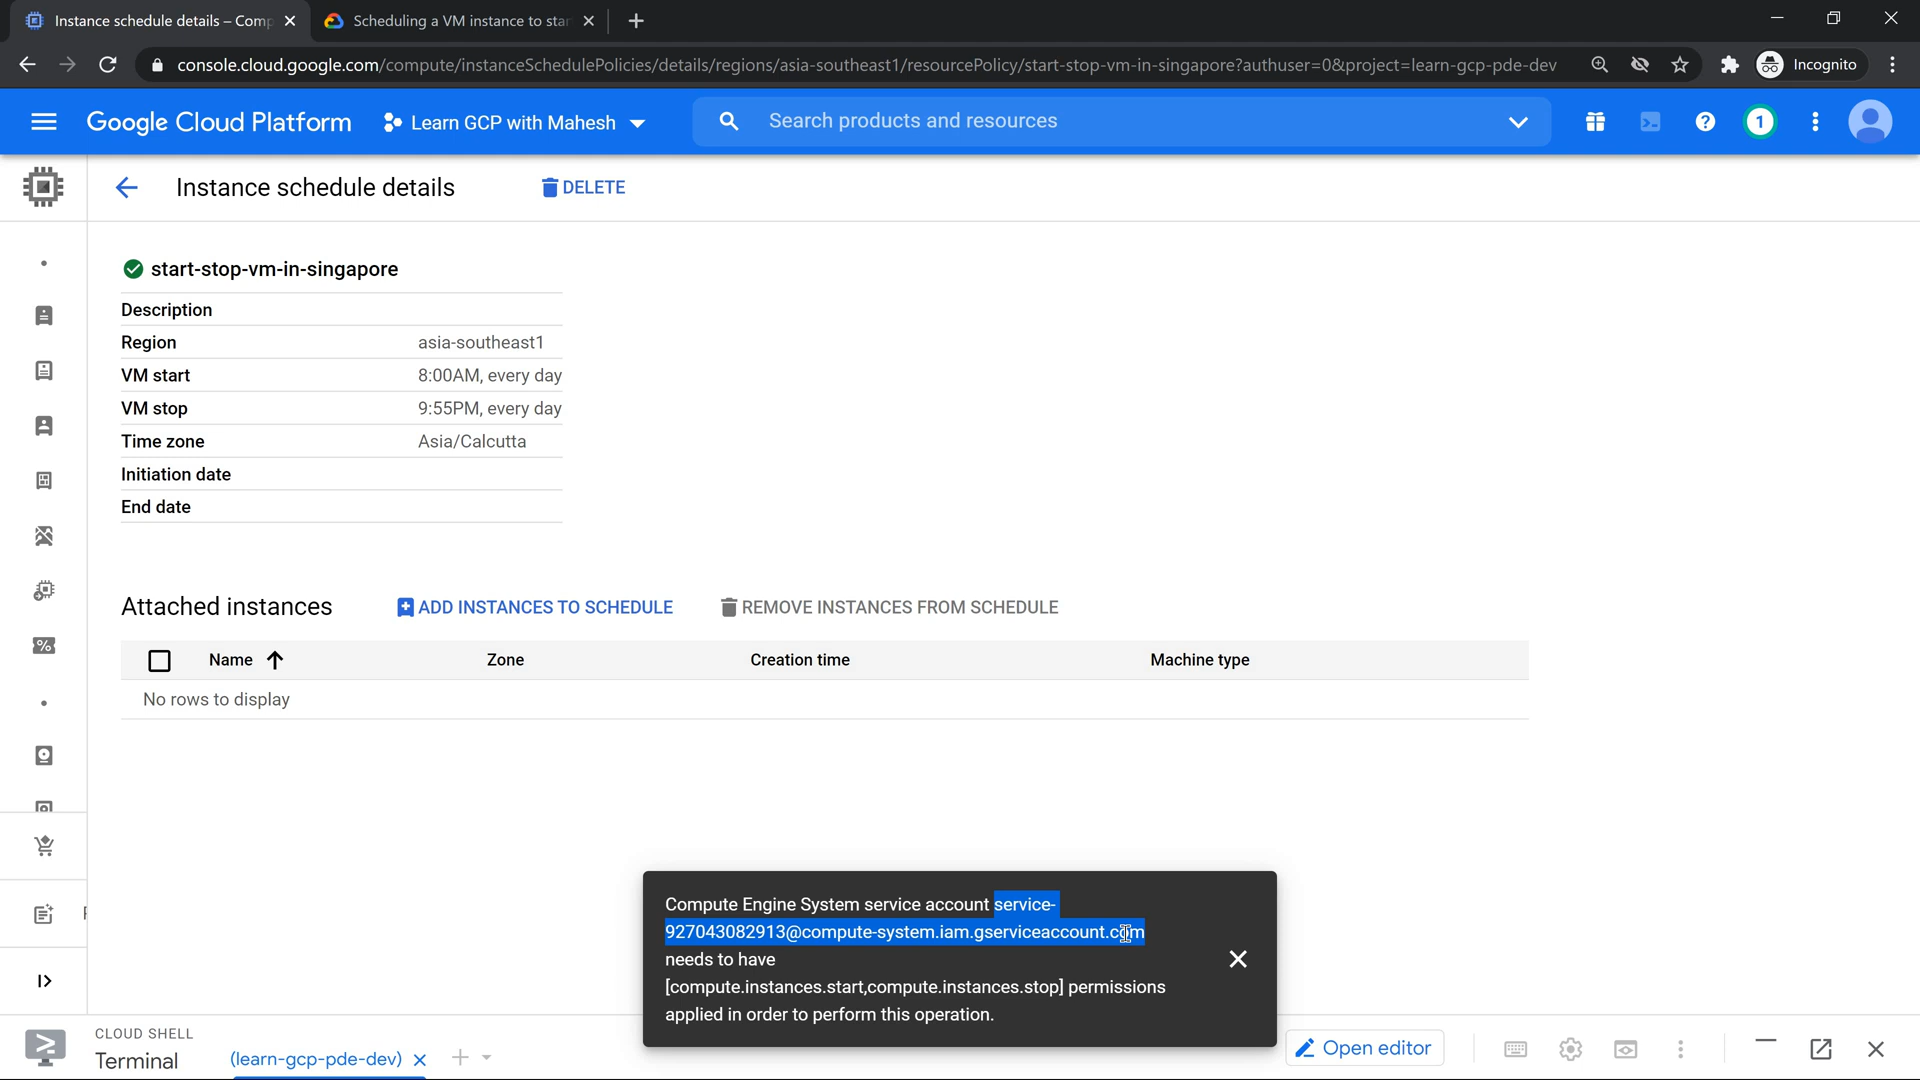 Instance schedule details – Comp
Scheduling a VM instance to star
console.cloud.google.com/compute/instanceSchedulePolicies/details/regions/asia-southeast1/resourcePolicy/start-stop-vm-in-singapore?authuser=0&project=learn-gcp-pde-dev
Incognito
Google Cloud Platform
Learn GCP with Mahesh
Search products and resources
1
Instance schedule details
DELETE
start-stop-vm-in-singapore
Description
Region asia-southeast1
VM start 8:00AM, every day
VM stop 9:55PM, every day
Time zone Asia/Calcutta
Initiation date
End date
Attached instances
ADD INSTANCES TO SCHEDULE
REMOVE INSTANCES FROM SCHEDULE
Name Zone Creation time Machine type
No rows to display
Compute Engine System service account service-
927043082913@compute-system.iam.gserviceaccount.com
needs to have
[compute.instances.start,compute.instances.stop] permissions
applied in order to perform this operation.
CLOUD SHELL
Terminal
(learn-gcp-pde-dev)
Open editor